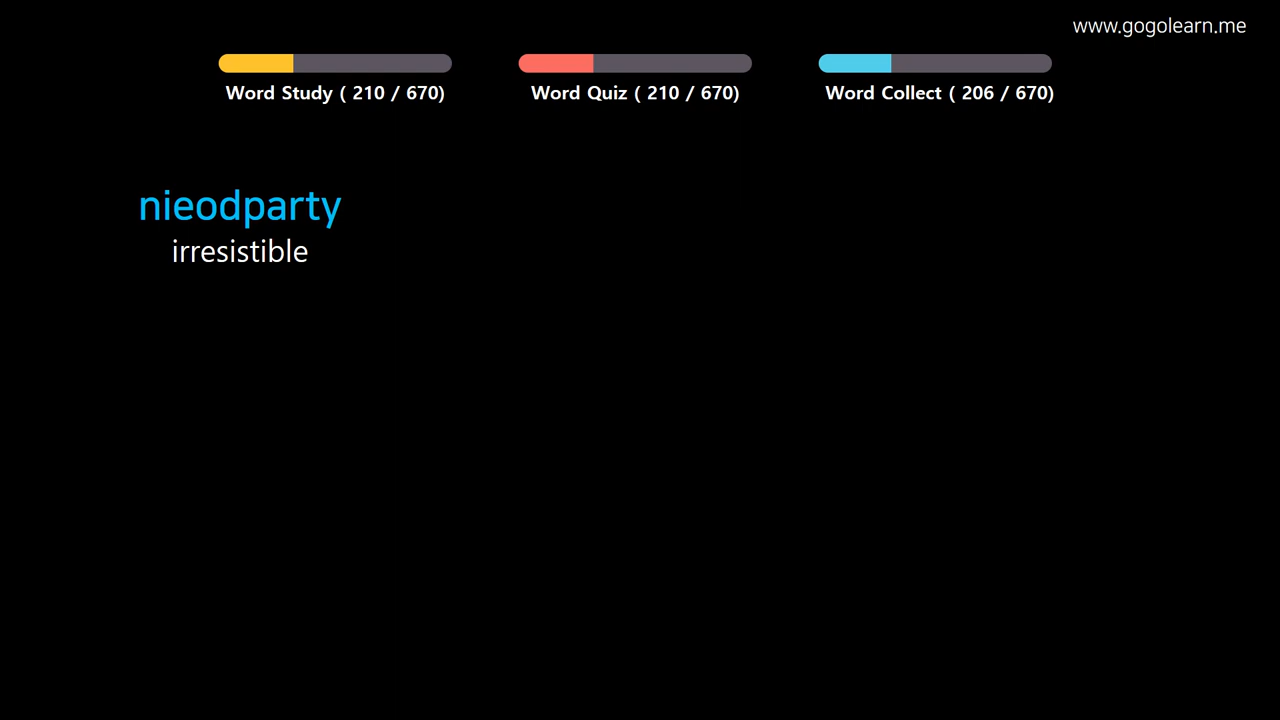 www.gogolearn.me
Word Study ( 210 / 670)
Word Quiz ( 210 / 670)
Word Collect ( 206 / 670)
nieodparty
irresistible